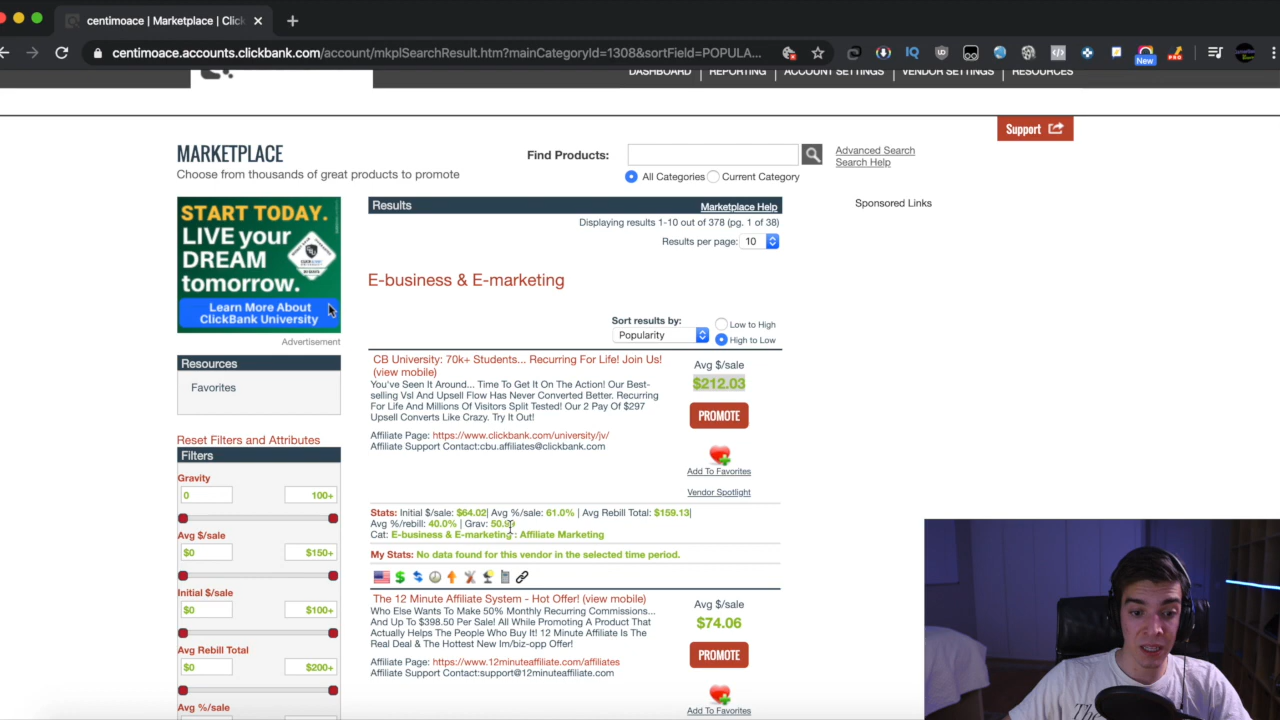 centimoace | Marketplace | Click
centimoace.accounts.clickbank.com/account/mkplSearchResult.htm?mainCategoryId=1308&sortField=POPULA...
New
DASHBOARD
REPORTING
ACCOUNT SETTINGS
VENDOR SETTINGS
RESOURCES
Support
MARKETPLACE
Choose from thousands of great products to promote
Find Products:
Advanced Search
Search Help
All Categories
Current Category
START TODAY.
LIVE your
DREAM
tomorrow.
Learn More About
ClickBank University
Advertisement
Resources
Favorites
Reset Filters and Attributes
Filters
Gravity
0
100+
Avg $/sale
$0
$150+
Initial $/sale
$0
$100+
Avg Rebill Total
$0
$200+
Avg %/sale
Results
Marketplace Help
Displaying results 1-10 out of 378 (pg. 1 of 38)
Results per page: 10
E-business & E-marketing
Sort results by:
Popularity
Low to High
High to Low
CB University: 70k+ Students... Recurring For Life! Join Us!
(view mobile)
You've Seen It Around... Time To Get It On The Action! Our Best-
selling Vsl And Upsell Flow Has Never Converted Better. Recurring
For Life And Millions Of Visitors Split Tested! Our 2 Pay Of $297
Upsell Converts Like Crazy. Try It Out!
Affiliate Page: https://www.clickbank.com/university/jv/
Affiliate Support Contact:cbu.affiliates@clickbank.com
Avg $/sale
$212.03
PROMOTE
Add To Favorites
Vendor Spotlight
Stats: Initial $/sale: $64.02| Avg %/sale: 61.0% | Avg Rebill Total: $159.13|
Avg %/rebill: 40.0% | Grav:
Cat: E-business & E-marketing : Affiliate Marketing
My Stats: No data found for this vendor in the selected time period.
The 12 Minute Affiliate System - Hot Offer! (view mobile)
Who Else Wants To Make 50% Monthly Recurring Commissions...
And Up To $398.50 Per Sale! All While Promoting A Product That
Actually Helps The People Who Buy It! 12 Minute Affiliate Is The
Real Deal & The Hottest New Im/biz-opp Offer!
Affiliate Page: https://www.12minuteaffiliate.com/affiliates
Affiliate Support Contact:support@12minuteaffiliate.com
Avg $/sale
$74.06
PROMOTE
Add To Favorites
Sponsored Links